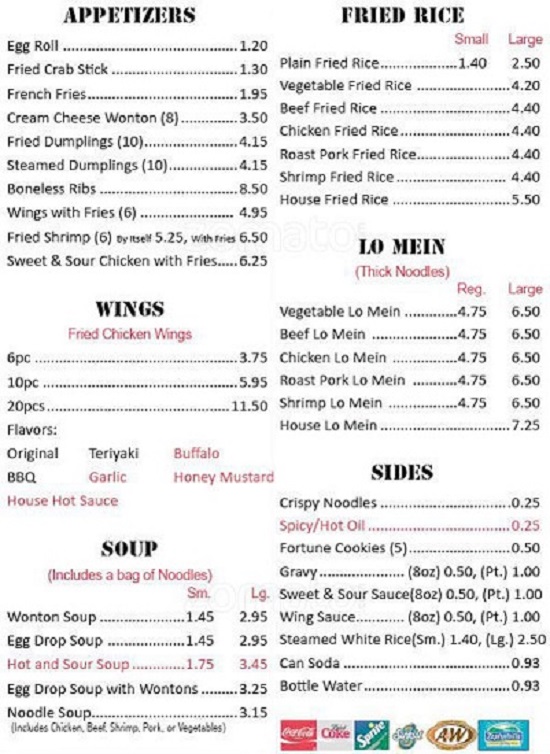 APPETIZERS
Egg Roll 1.20
Fried Crab Stick 1.30
French Fries 1.95
Cream Cheese Wonton (8) 3.50
Fried Dumplings (10) 4.15
Steamed Dumplings (10) 4.15
Boneless Ribs 8.50
Wings with Fries (6) 4.95
Fried Shrimp (6) By Itself 5.25, With Fries 6.50
Sweet & Sour Chicken with Fries 6.25
WINGS
Fried Chicken Wings
6pc 3.75
10pc 5.95
20pcs 11.50
Flavors:
Original Teriyaki Buffalo
BBQ Garlic Honey Mustard
House Hot Sauce
SOUP
(Includes a bag of Noodles)
Sm. Lg.
Wonton Soup 1.45 2.95
Egg Drop Soup 1.45 2.95
Hot and Sour Soup 1.75 3.45
Egg Drop Soup with Wontons 3.25
Noodle Soup 3.15
(Includes Chicken, Beef, Shrimp, Pork, or Vegetables)
FRIED RICE
Small Large
Plain Fried Rice 1.40 2.50
Vegetable Fried Rice 4.20
Beef Fried Rice 4.40
Chicken Fried Rice 4.40
Roast Pork Fried Rice 4.40
Shrimp Fried Rice 4.40
House Fried Rice 5.50
LO MEIN
(Thick Noodles)
Reg. Large
Vegetable Lo Mein 4.75 6.50
Beef Lo Mein 4.75 6.50
Chicken Lo Mein 4.75 6.50
Roast Pork Lo Mein 4.75 6.50
Shrimp Lo Mein 4.75 6.50
House Lo Mein 7.25
SIDES
Crispy Noodles 0.25
Spicy/Hot Oil 0.25
Fortune Cookies (5) 0.50
Gravy (8oz) 0.50, (Pt.) 1.00
Sweet & Sour Sauce(8oz) 0.50, (Pt.) 1.00
Wing Sauce (8oz) 0.50, (Pt.) 1.00
Steamed White Rice(Sm.) 1.40, (Lg.) 2.50
Can Soda 0.93
Bottle Water 0.93
Coca-Cola Coke Sprite A&W